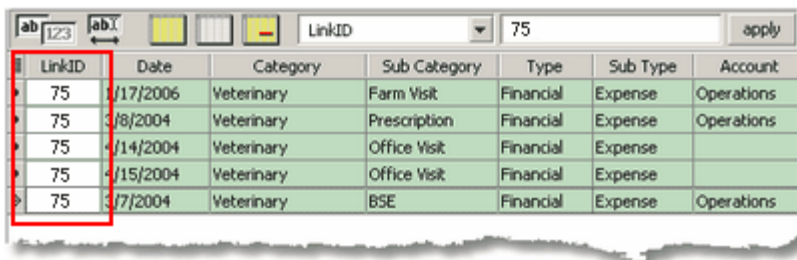 ab 123 ab LinkID 75 apply
LinkID Date Category Sub Category Type Sub Type Account
75 1/17/2006 Veterinary Farm Visit Financial Expense Operations
75 3/8/2004 Veterinary Prescription Financial Expense Operations
75 4/14/2004 Veterinary Office Visit Financial Expense
75 4/15/2004 Veterinary Office Visit Financial Expense
75 3/7/2004 Veterinary BSE Financial Expense Operations